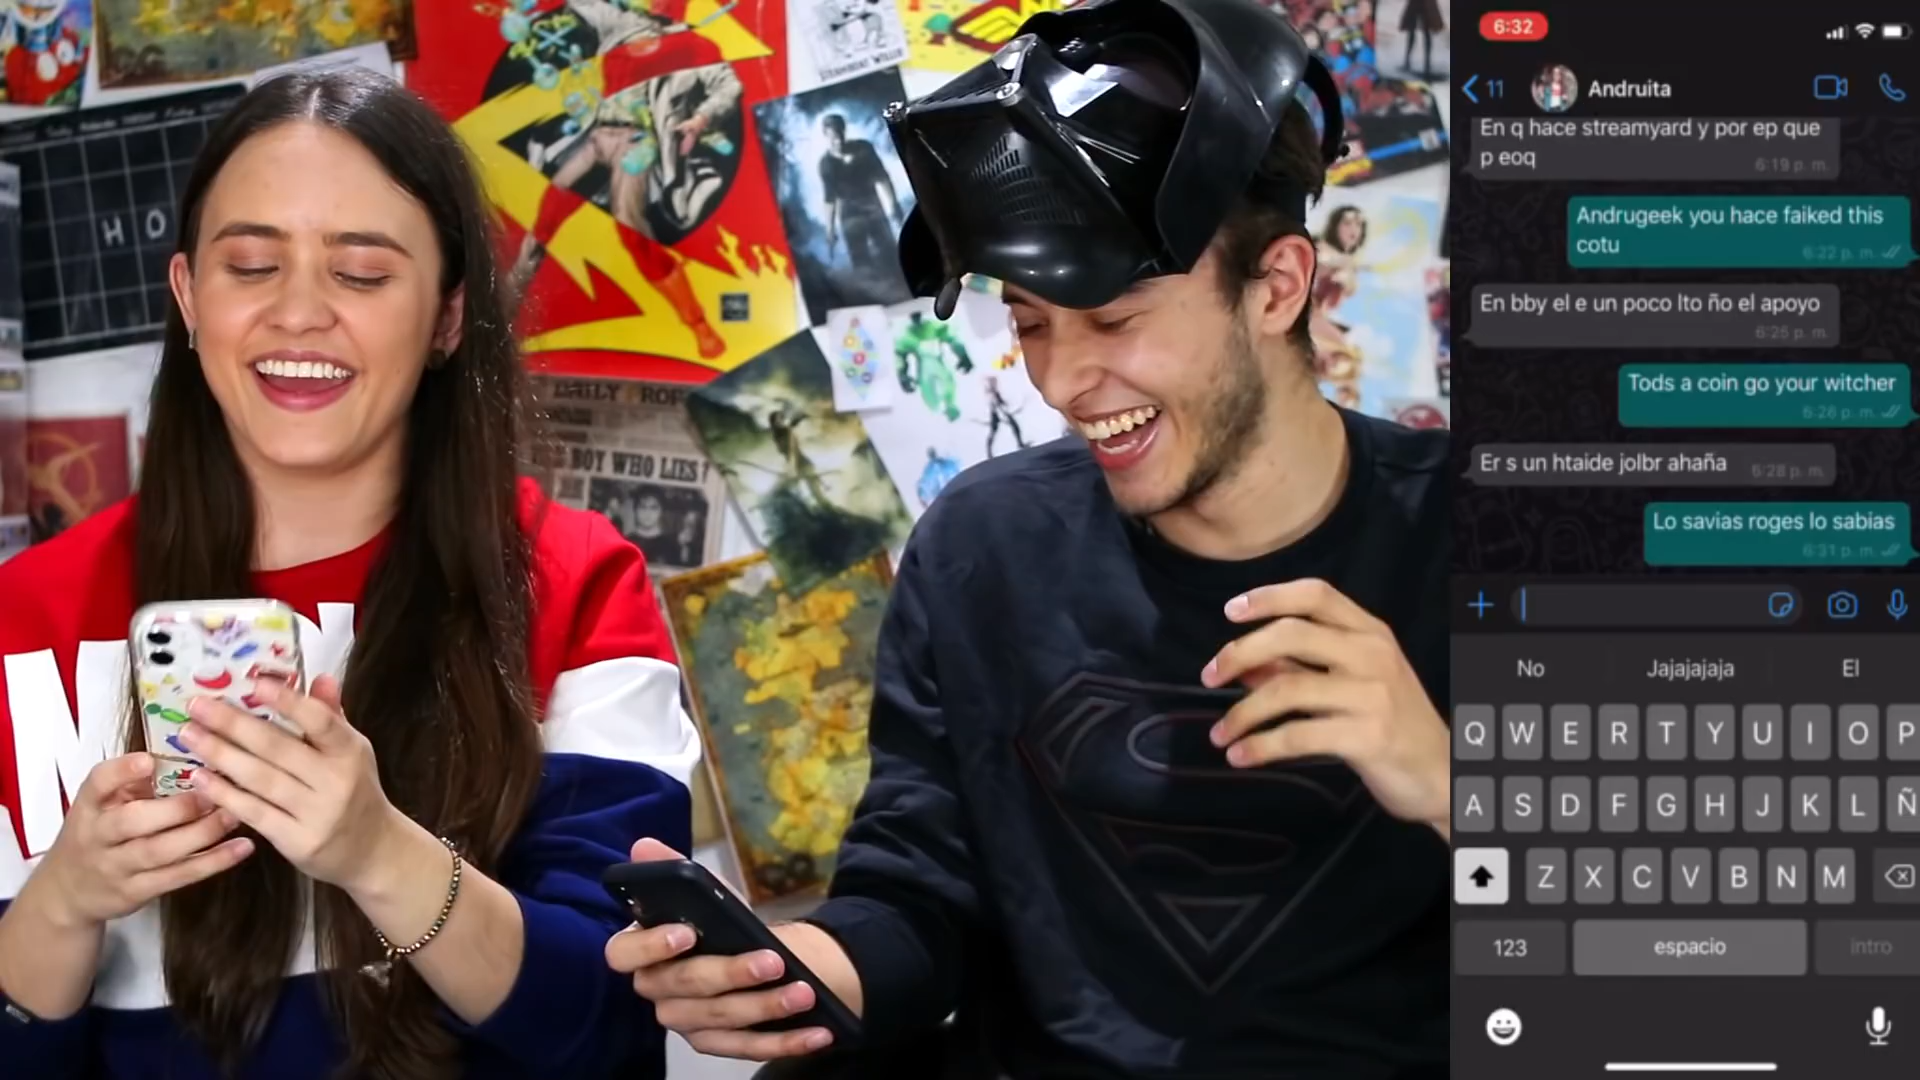 STEAMBOAT WILLIE
H O
DAILY PROP
BOY WHO LIES?
6:32
11
Andruita
En q hace streamyard y por ep que
p eoq
6:19 p. m.
Andrugeek you hace faiked this
cotu
6:22 p. m.
En bby el e un poco lto ño el apoyo
6:25 p. m.
Tods a coin go your witcher
6:26 p. m.
Er s un htaide jolbr ahaña
6:28 p. m.
Lo savias roges lo sabias
6:31 p. m.
No
Jajajajaja
El
Q W E R T Y U I O P
A S D F G H J K L Ñ
Z X C V B N M
123
espacio
intro